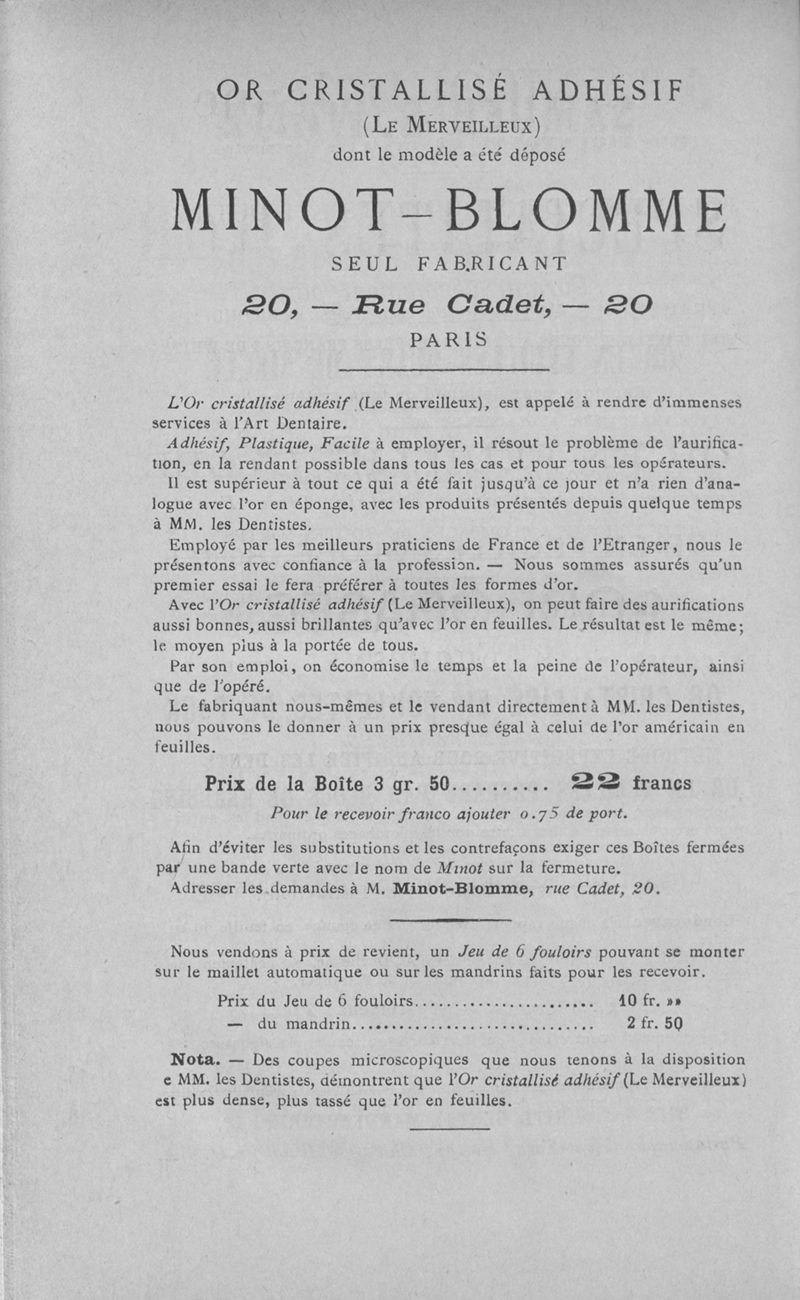 OR CRISTALLISÉ ADHÉSIF
(LE MERVEILLEUX)
dont le modèle a été déposé
MINOT-BLOMME
SEUL FABRICANT
20, — Rue Cadet, — 20
PARIS
L'Or cristallisé adhésif (Le Merveilleux), est appelé à rendre d'immenses
services à l'Art Dentaire.
Adhésif, Plastique, Facile à employer, il résout le problème de l'aurifica-
tion, en la rendant possible dans tous les cas et pour tous les opérateurs.
Il est supérieur à tout ce qui a été fait jusqu'à ce jour et n'a rien d'ana-
logue avec l'or en éponge, avec les produits présentés depuis quelque temps
à MM. les Dentistes.
Employé par les meilleurs praticiens de France et de l'Etranger, nous le
présentons avec confiance à la profession. — Nous sommes assurés qu'un
premier essai le fera préférer à toutes les formes d'or.
Avec l'Or cristallisé adhésif (Le Merveilleux), on peut faire des aurifications
aussi bonnes, aussi brillantes qu'avec l'or en feuilles. Le résultat est le même;
le moyen plus à la portée de tous.
Par son emploi, on économise le temps et la peine de l'opérateur, ainsi
que de l'opéré.
Le fabriquant nous-mêmes et le vendant directement à MM. les Dentistes,
nous pouvons le donner à un prix presque égal à celui de l'or américain en
feuilles.
Prix de la Boîte 3 gr. 50.......... 22 francs
Pour le recevoir franco ajouter 0.75 de port.
Afin d'éviter les substitutions et les contrefaçons exiger ces Boîtes fermées
par une bande verte avec le nom de Minot sur la fermeture.
Adresser les demandes à M. Minot-Blomme, rue Cadet, 20.
Nous vendons à prix de revient, un Jeu de 6 fouloirs pouvant se monter
sur le maillet automatique ou sur les mandrins faits pour les recevoir.
Prix du Jeu de 6 fouloirs....................... 10 fr. »»
— du mandrin............................... 2 fr. 50
Nota. — Des coupes microscopiques que nous tenons à la disposition
e MM. les Dentistes, démontrent que l'Or cristallisé adhésif (Le Merveilleux)
est plus dense, plus tassé que l'or en feuilles.